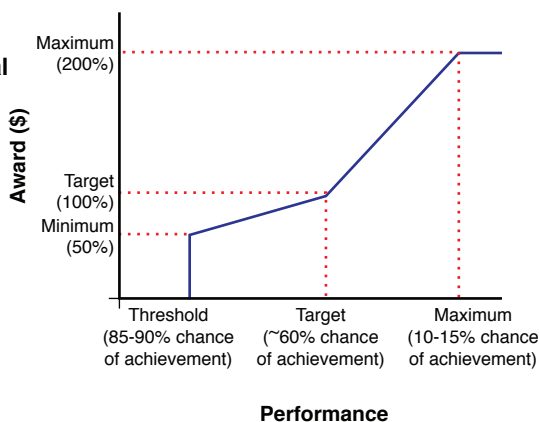 Maximum
(200%)
al
Award ($)
Target
(100%)
Minimum
(50%)
Threshold
(85-90% chance
of achievement)
Target
(~60% chance
of achievement)
Maximum
(10-15% chance
of achievement)
Performance